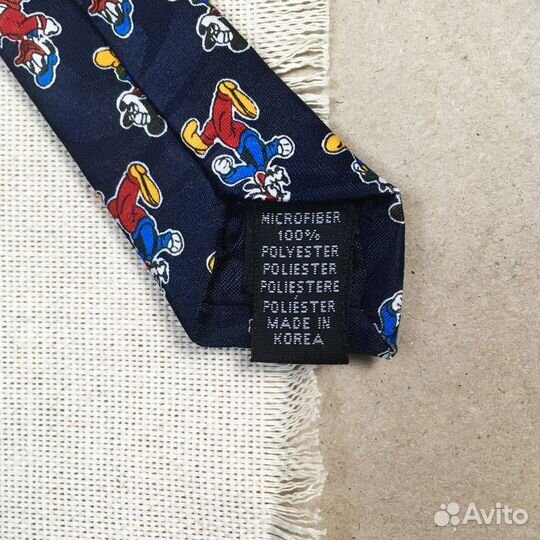 MICROFIBER
100%
POLYESTER
POLIESTER
POLIESTERE
POLIÉSTER
MADE IN
KOREA
Avito